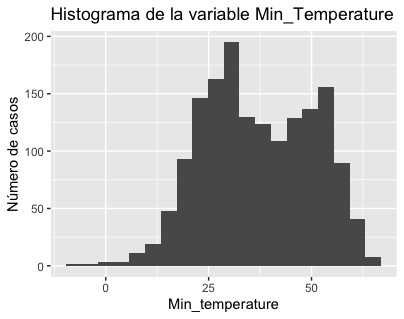 Histograma de la variable Min_Temperature
200
150
100
50
0
Número de casos
0 25 50
Min_temperature